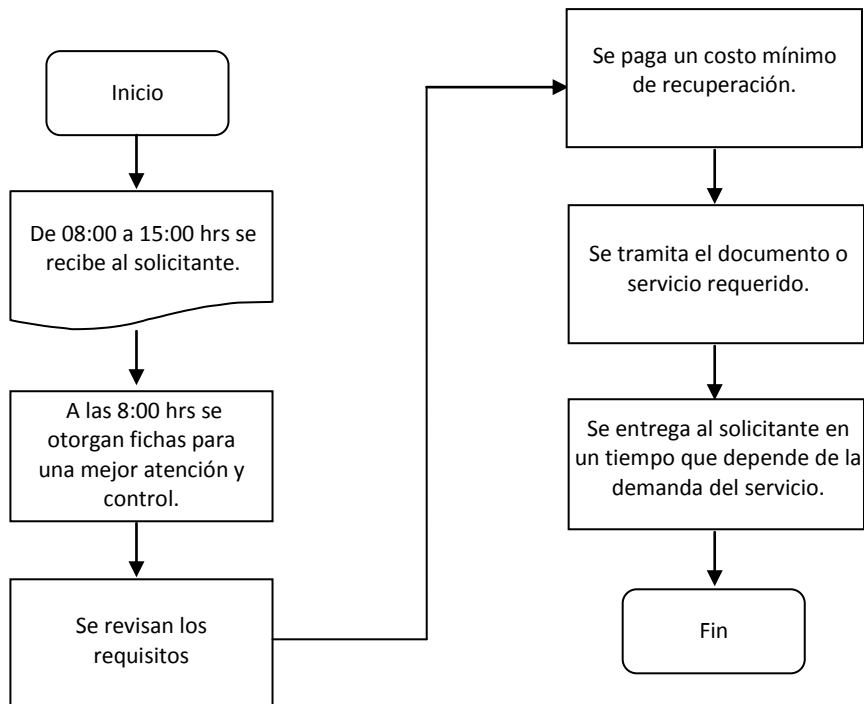 Inicio
De 08:00 a 15:00 hrs se
recibe al solicitante.
A las 8:00 hrs se
otorgan fichas para
una mejor atención y
control.
Se revisan los
requisitos
Se paga un costo mínimo
de recuperación.
Se tramita el documento o
servicio requerido.
Se entrega al solicitante en
un tiempo que depende de la
demanda del servicio.
Fin